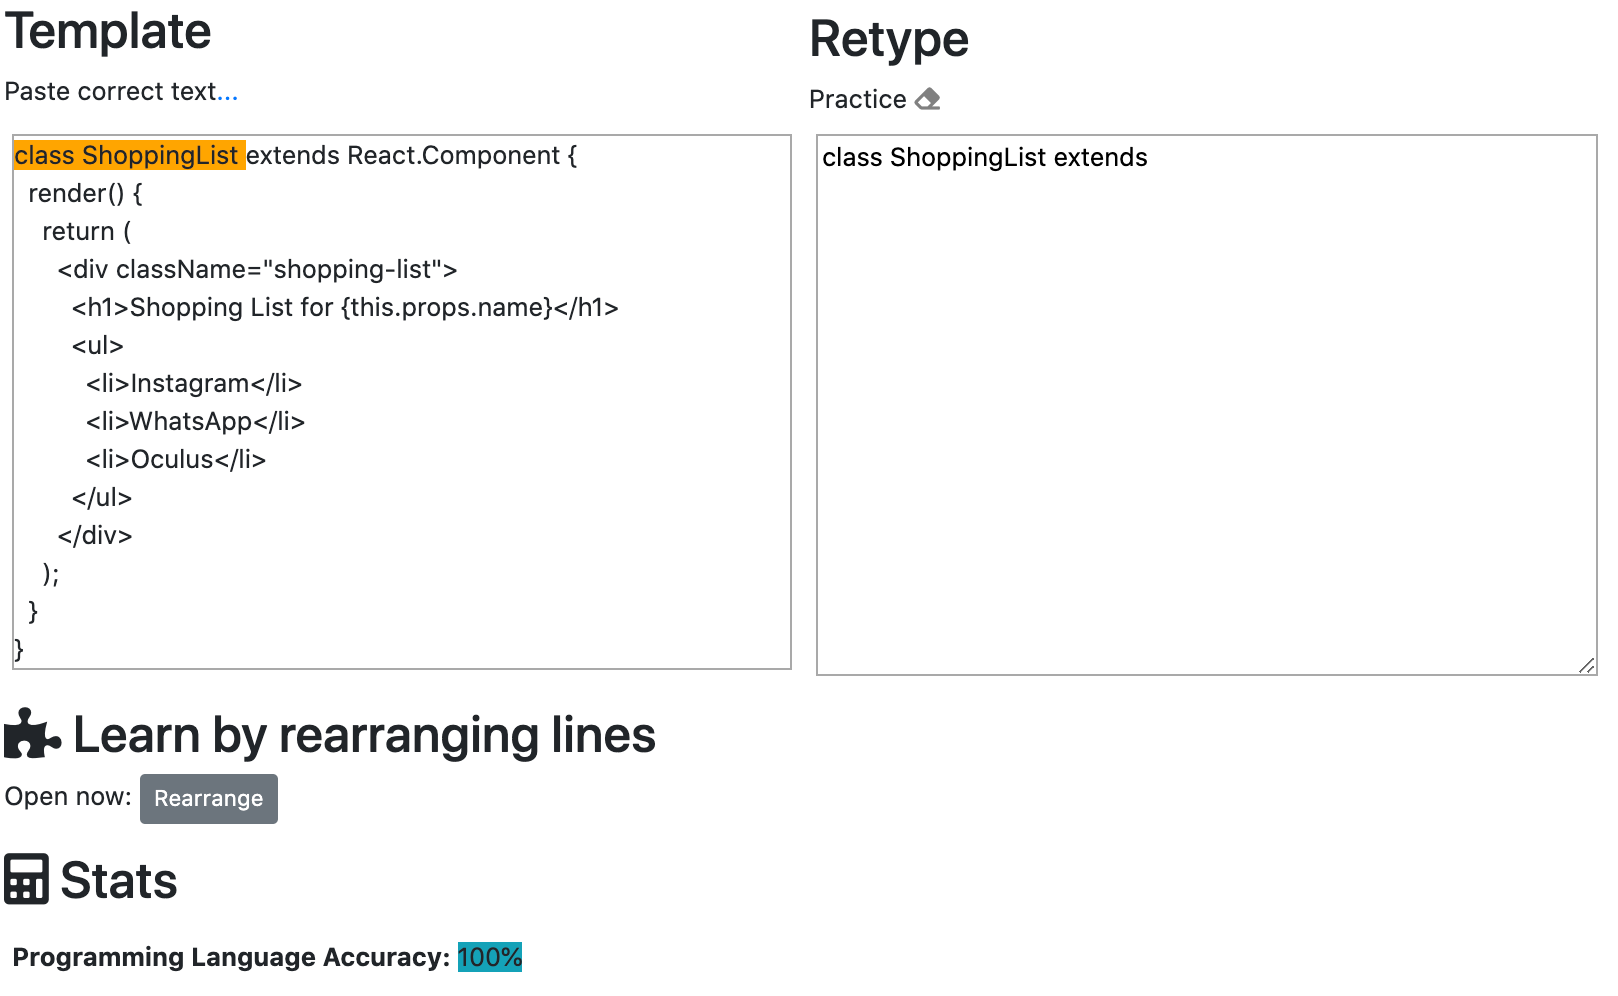 Template
Paste correct text...
class ShoppingList extends React.Component {
  render() {
    return (
      <div className="shopping-list">
        <h1>Shopping List for {this.props.name}</h1>
        <ul>
          <li>Instagram</li>
          <li>WhatsApp</li>
          <li>Oculus</li>
        </ul>
      </div>
    );
  }
}
Retype
Practice
class ShoppingList extends
Learn by rearranging lines
Open now: Rearrange
Stats
Programming Language Accuracy: 100%